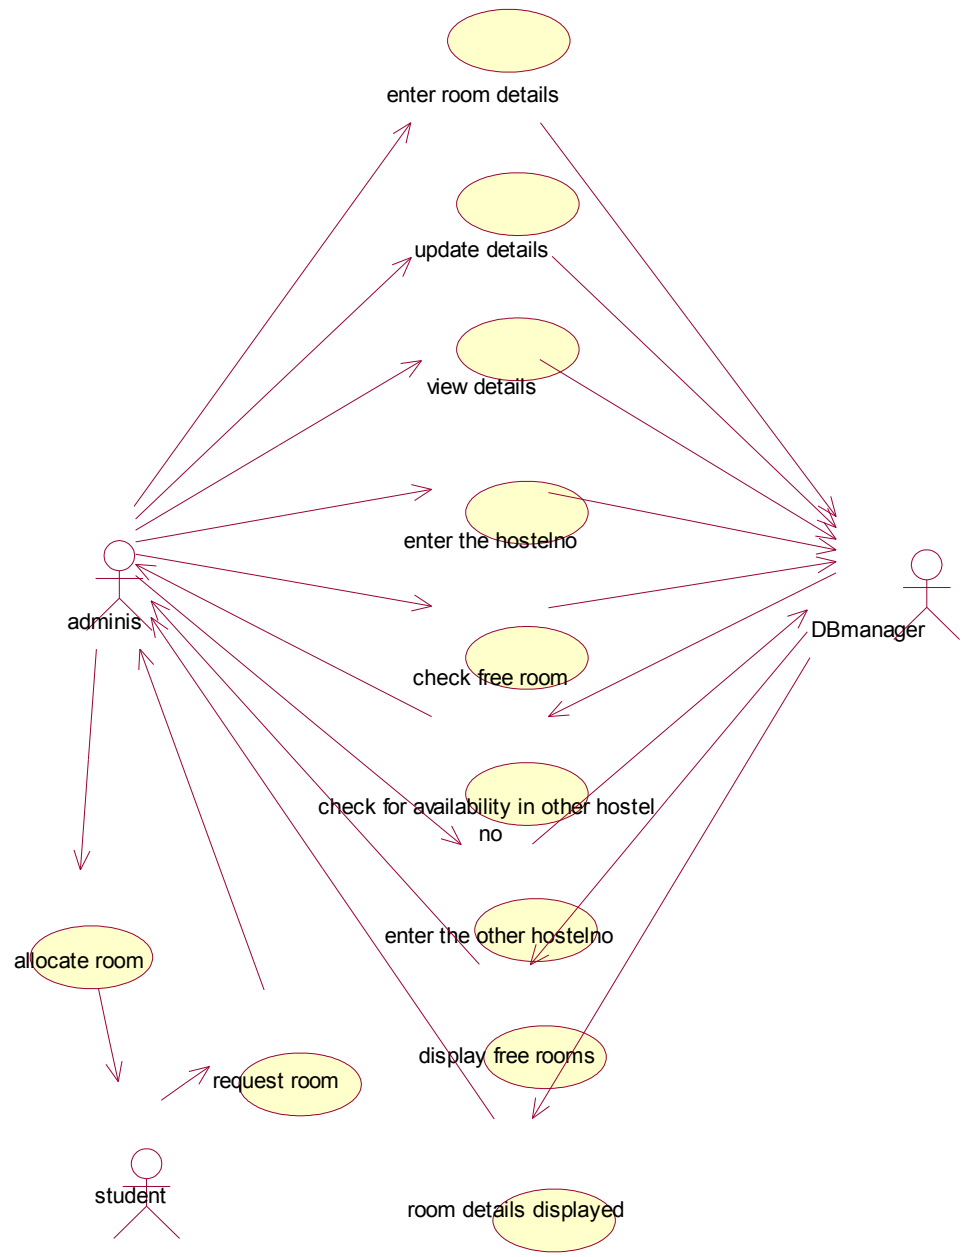 enter room details
update details
view details
enter the hostelno
adminis
DBmanager
check free room
check for availability in other hostel
no
enter the other hostelno
allocate room
display free rooms
request room
student
room details displayed